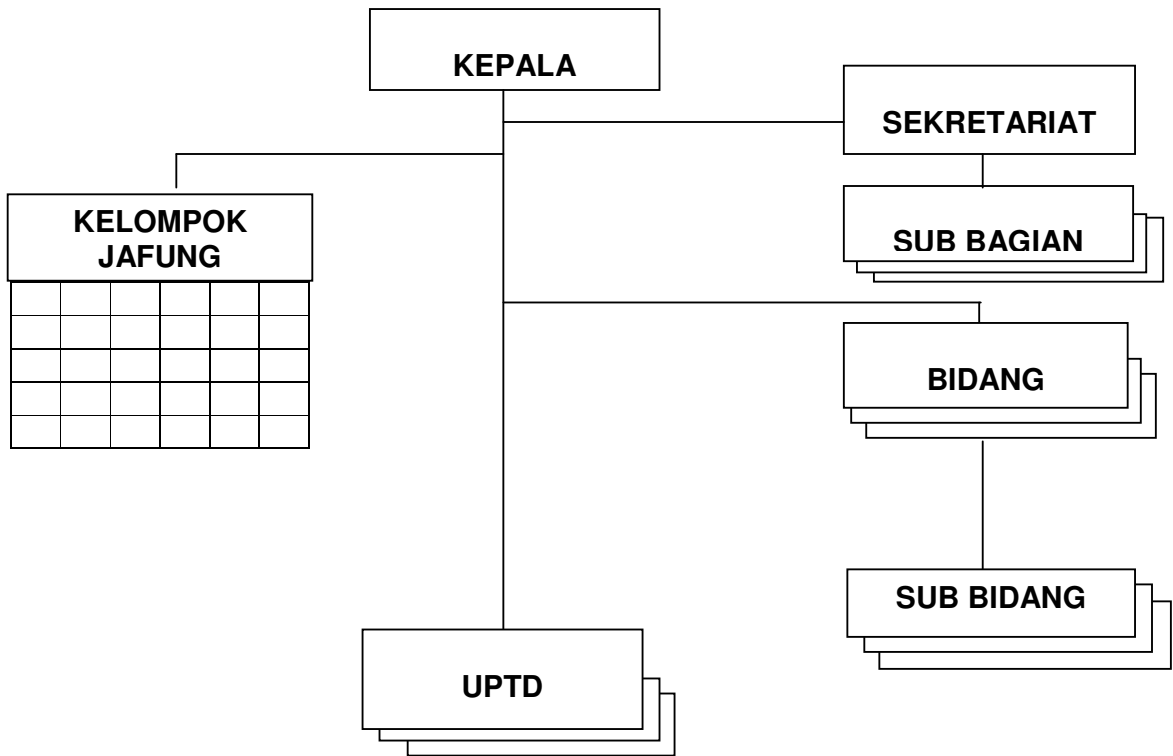 KEPALA
SEKRETARIAT
KELOMPOK
JAFUNG
SUB BAGIAN
BIDANG
SUB BIDANG
UPTD